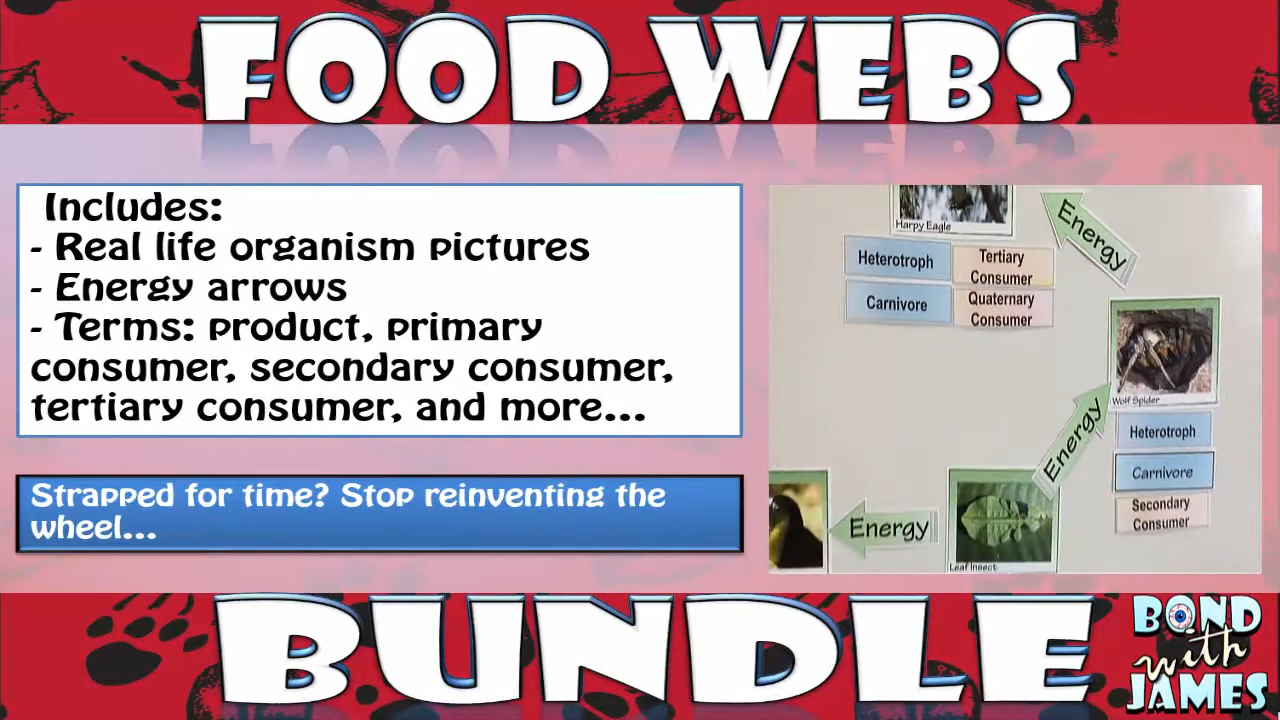 FOOD WEBS
Includes:
- Real life organism pictures
- Energy arrows
- Terms: product, primary
consumer, secondary consumer,
tertiary consumer, and more...
Strapped for time? Stop reinventing the
wheel...
Harpy Eagle
Energy
Heterotroph
Tertiary
Consumer
Carnivore
Quaternary
Consumer
Wolf Spider
Energy
Heterotroph
Carnivore
Secondary
Consumer
Energy
Leaf Insect
BUNDLE
BOND
with
JAMES